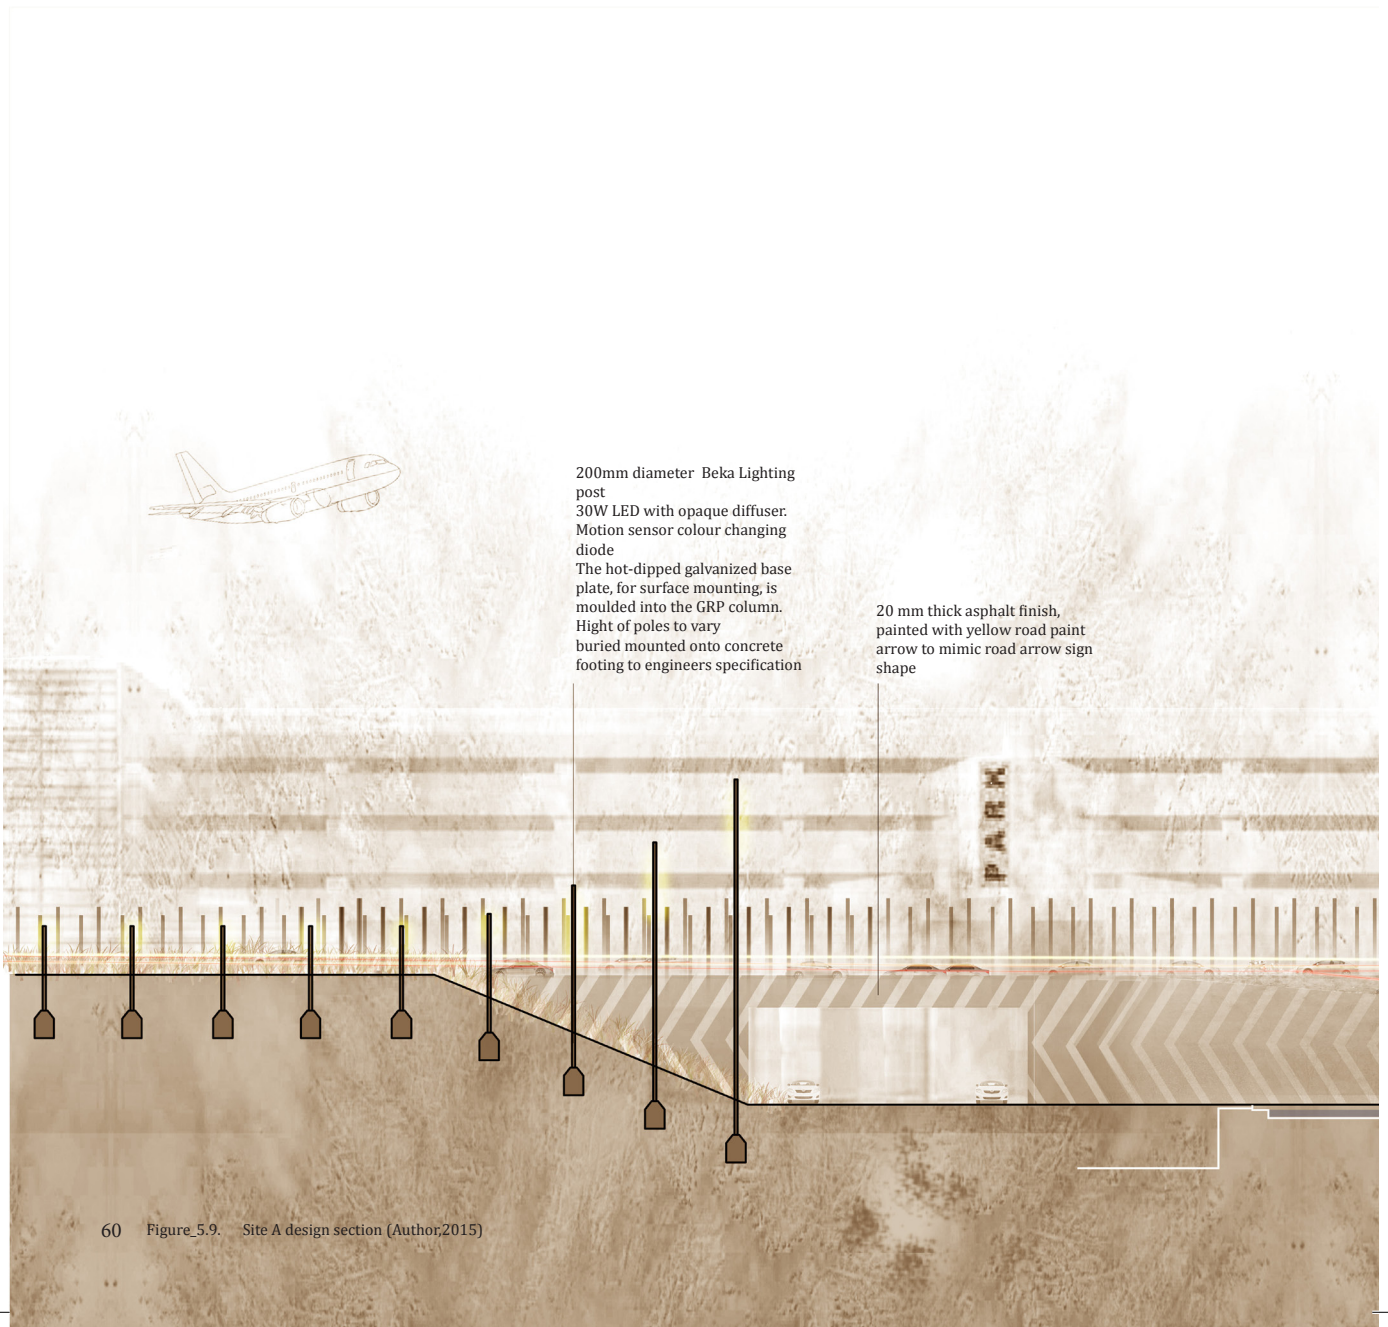 200mm diameter  Beka Lighting
post
30W LED with opaque diffuser.
Motion sensor colour changing
diode
The hot-dipped galvanized base
plate, for surface mounting, is
moulded into the GRP column.
Hight of poles to vary
buried mounted onto concrete
footing to engineers specification
20 mm thick asphalt finish,
painted with yellow road paint
arrow to mimic road arrow sign
shape
PARK
60 Figure_5.9. Site A design section (Author,2015)